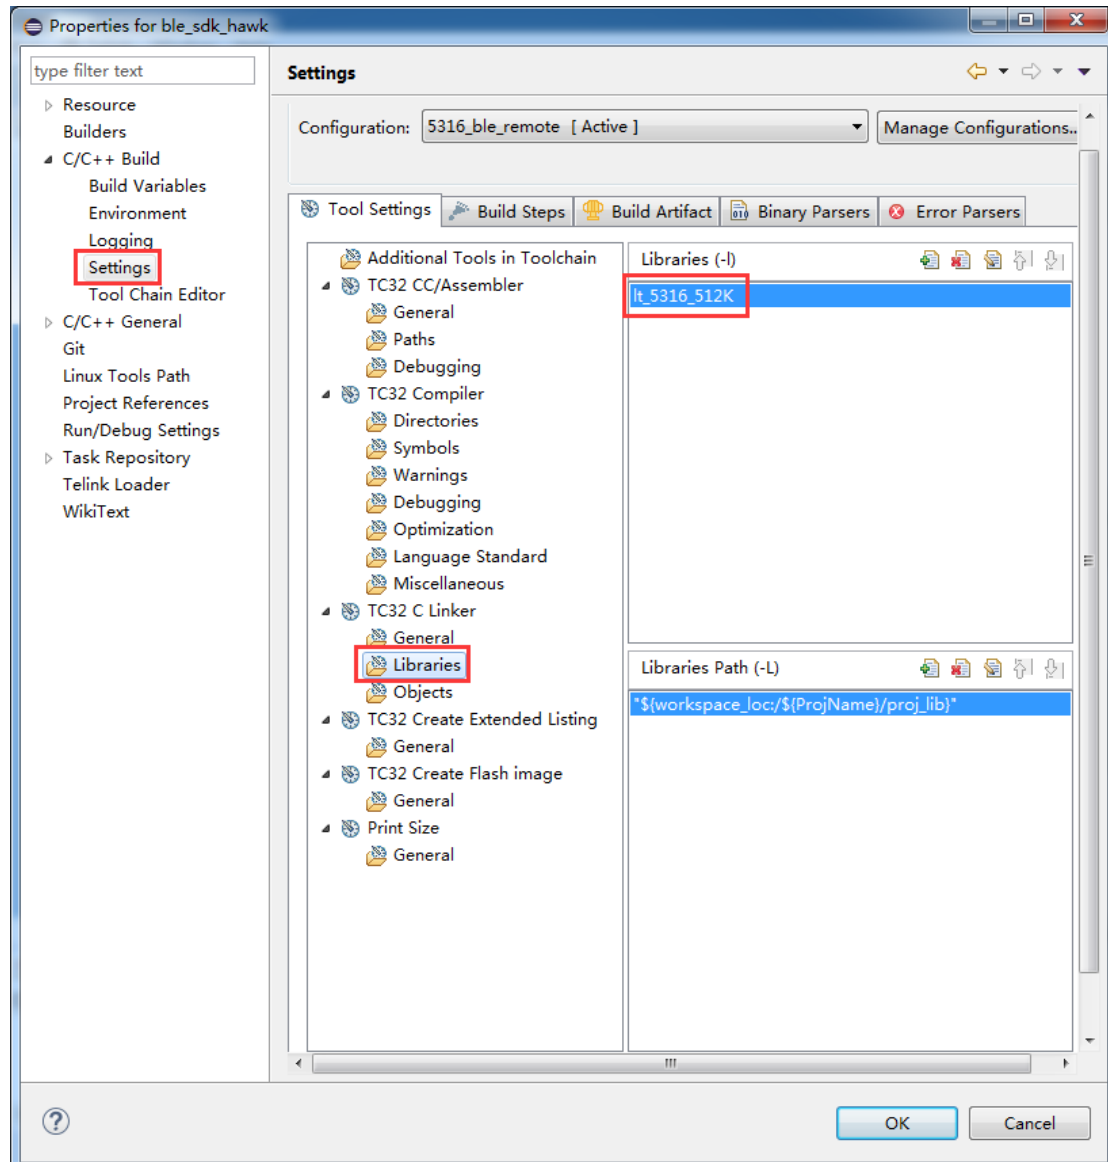 Properties for ble_sdk_hawk
type filter text
Resource
Builders
C/C++ Build
Build Variables
Environment
Logging
Settings
Tool Chain Editor
C/C++ General
Git
Linux Tools Path
Project References
Run/Debug Settings
Task Repository
Telink Loader
WikiText
Settings
Configuration: 5316_ble_remote [ Active ] Manage Configurations..
Tool Settings Build Steps Build Artifact Binary Parsers Error Parsers
Additional Tools in Toolchain
TC32 CC/Assembler
General
Paths
Debugging
TC32 Compiler
Directories
Symbols
Warnings
Debugging
Optimization
Language Standard
Miscellaneous
TC32 C Linker
General
Libraries
Objects
TC32 Create Extended Listing
General
TC32 Create Flash image
General
Print Size
General
Libraries (-l)
lt_5316_512K
Libraries Path (-L)
"${workspace_loc:/${ProjName}/proj_lib}"
OK Cancel